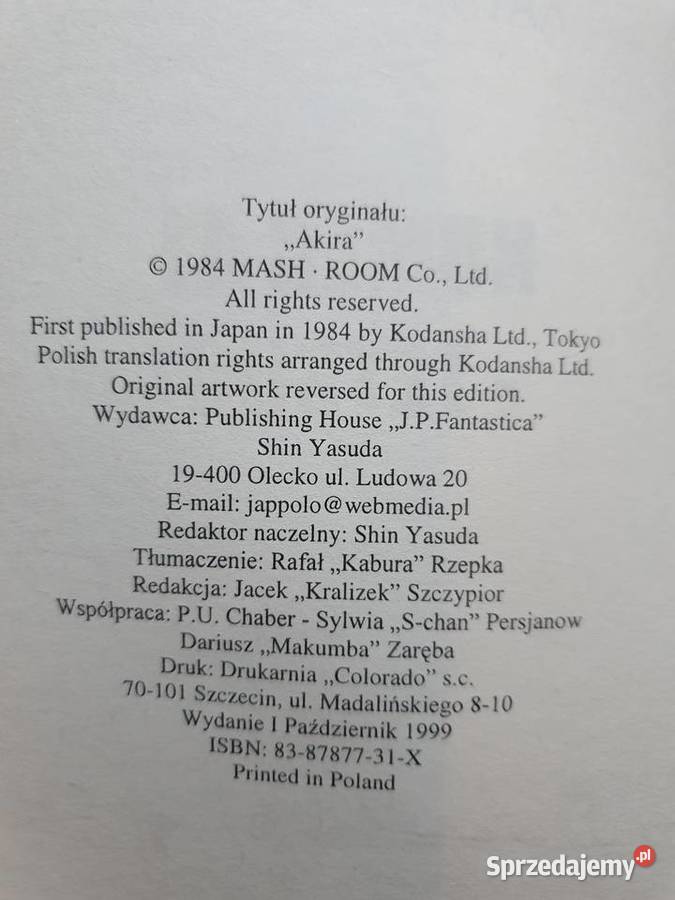 Tytuł oryginału:
„Akira”
© 1984 MASH · ROOM Co., Ltd.
All rights reserved.
First published in Japan in 1984 by Kodansha Ltd., Tokyo
Polish translation rights arranged through Kodansha Ltd.
Original artwork reversed for this edition.
Wydawca: Publishing House „J.P.Fantastica”
Shin Yasuda
19-400 Olecko ul. Ludowa 20
E-mail: jappolo@webmedia.pl
Redaktor naczelny: Shin Yasuda
Tłumaczenie: Rafał „Kabura” Rzepka
Redakcja: Jacek „Kralizek” Szczypior
Współpraca: P.U. Chaber - Sylwia „S-chan” Persjanow
Dariusz „Makumba” Zaręba
Druk: Drukarnia „Colorado” s.c.
70-101 Szczecin, ul. Madalińskiego 8-10
Wydanie I Październik 1999
ISBN: 83-87877-31-X
Printed in Poland
Sprzedajemy.pl